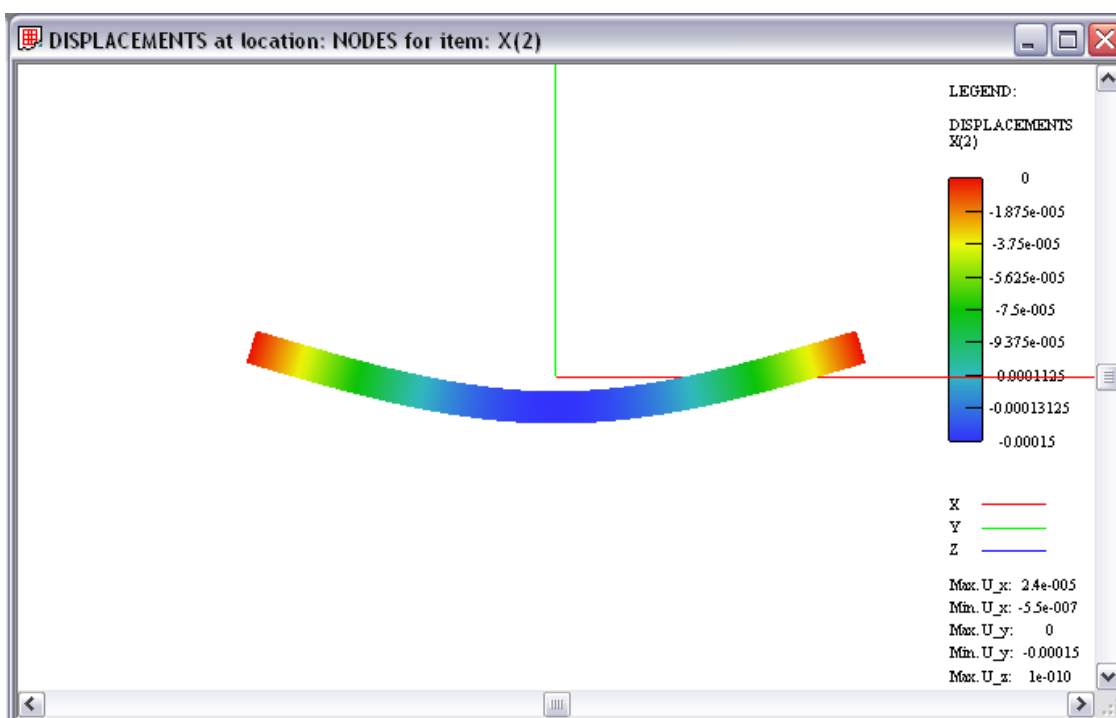 DISPLACEMENTS at location: NODES for item: X(2)
LEGEND:
DISPLACEMENTS
X(2)
0
-1.875e-005
-3.75e-005
-5.625e-005
-7.5e-005
-9.375e-005
-0.0001125
-0.00013125
-0.00015
X
Y
Z
Max. U_x: 2.4e-005
Min. U_x: -5.5e-007
Max. U_y: 0
Min. U_y: -0.00015
Max. U_z: 1e-010